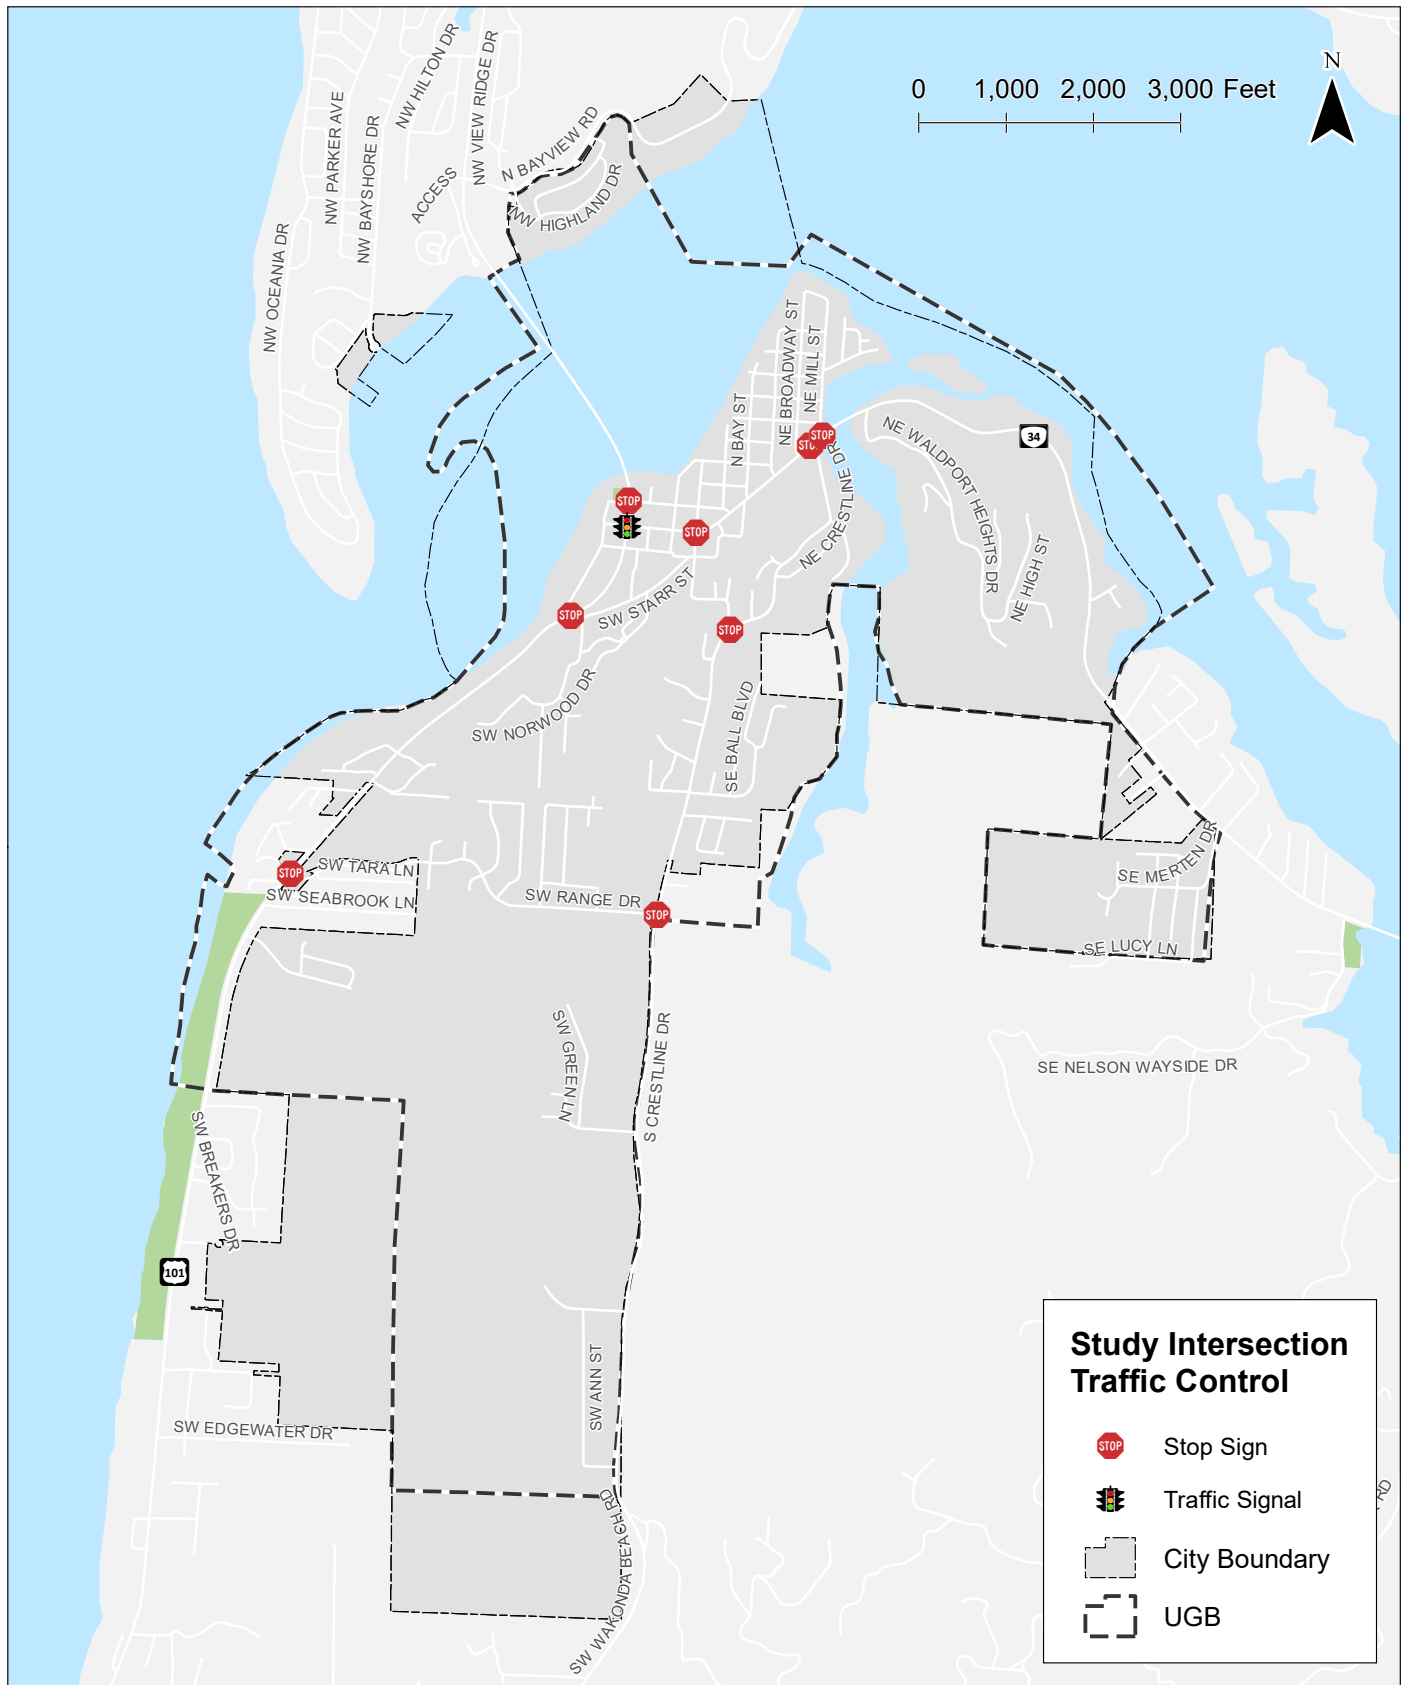 N
0 1,000 2,000 3,000 Feet
NW HILTON DR
NW VIEW RIDGE DR
NW PARKER AVE
NW BAYSHORE DR
N BAYVIEW RD
ACCESS
NW HIGHLAND DR
NW OCEANIA DR
NE BROADWAY ST
NE MILL ST
N BAY ST
NE WALDPORT HEIGHTS DR
34
STOP
STOP
NE CRESTLINE DR
STOP
STOP
NE HIGH ST
SW STARR ST
STOP
STOP
SW NORWOOD DR
SE BALL BLVD
SW TARA LN
STOP
SW SEABROOK LN
SW RANGE DR
STOP
SE MERTEN DR
SE LUCY LN
SW GREEN LN
S CRESTLINE DR
SE NELSON WAYSIDE DR
SW BREAKERS DR
101
SW ANN ST
SW EDGEWATER DR
SW WAKONDA BEACH RD
RD
Study Intersection
Traffic Control
STOP Stop Sign
Traffic Signal
City Boundary
UGB